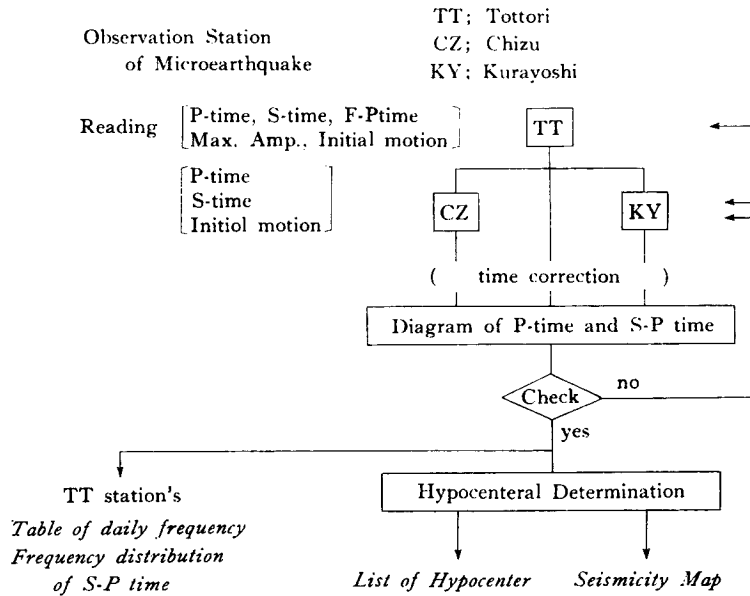 Observation Station
of Microearthquake
TT; Tottori
CZ; Chizu
KY; Kurayoshi
Reading
P-time, S-time, F-Ptime
Max. Amp., Initial motion
TT
P-time
S-time
Initiol motion
CZ
KY
( time correction )
Diagram of P-time and S-P time
Check
no
yes
TT station's
Table of daily frequency
Frequency distribution
of S-P time
Hypocenteral Determination
List of Hypocenter
Seismicity Map